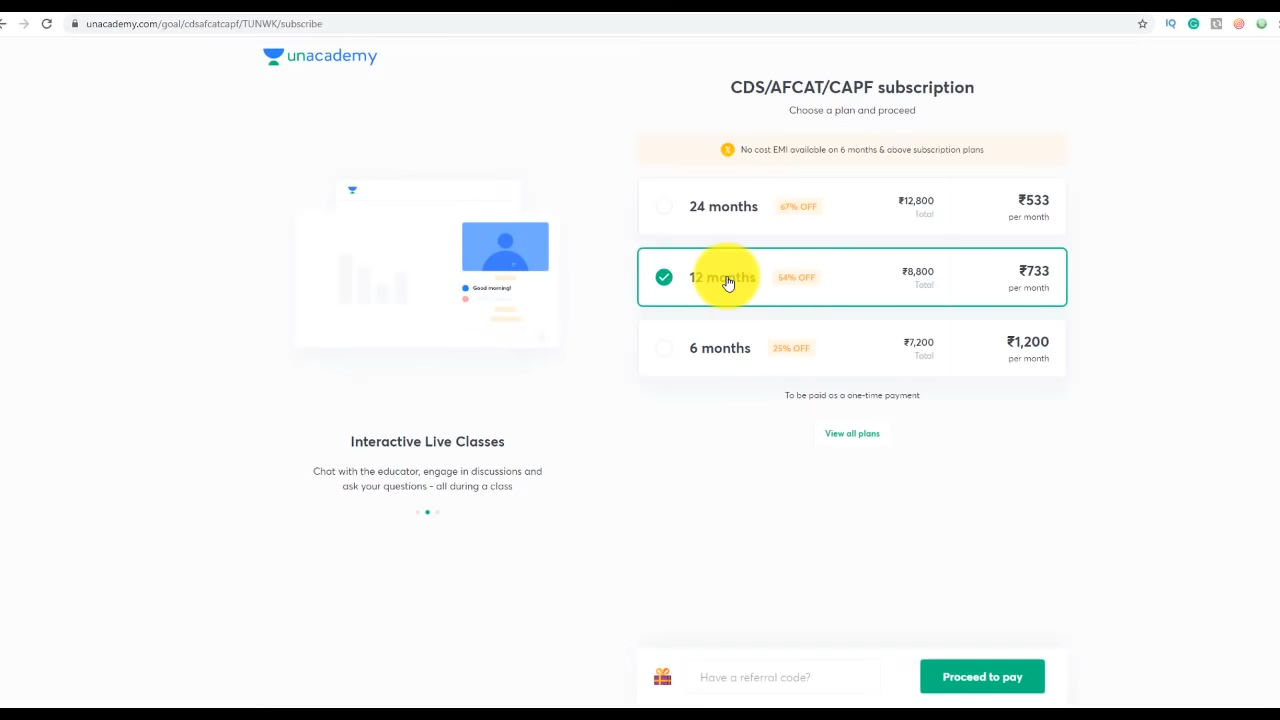 unacademy.com/goal/cdsafcatcapf/TUNWK/subscribe
IQ
unacademy
CDS/AFCAT/CAPF subscription
Choose a plan and proceed
No cost EMI available on 6 months & above subscription plans
24 months 67% OFF ₹12,800 Total ₹533 per month
12 months 54% OFF ₹8,800 Total ₹733 per month
6 months 25% OFF ₹7,200 Total ₹1,200 per month
To be paid as a one-time payment
View all plans
Good morning!
Interactive Live Classes
Chat with the educator, engage in discussions and
ask your questions - all during a class
Have a referral code?
Proceed to pay